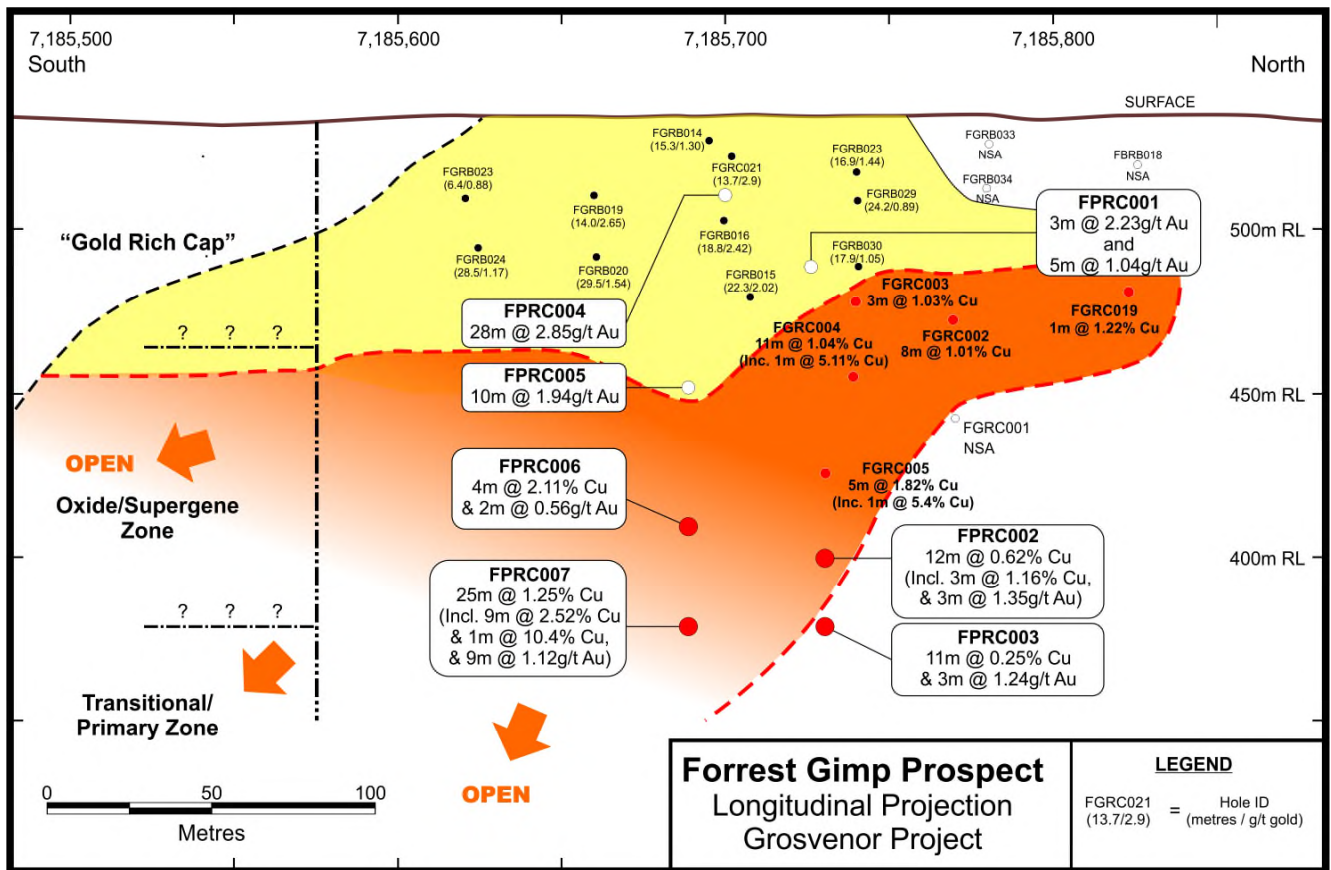 7,185,500
7,185,600
7,185,700
7,185,800
South
North
SURFACE
FGRB014
(15.3/1.30)
FGRC021
(13.7/2.9)
FGRB023
(16.9/1.44)
FGRB033
NSA
FBRB018
NSA
FGRB034
NSA
FGRB023
(6.4/0.88)
FGRB019
(14.0/2.65)
FGRB029
(24.2/0.89)
FPRC001
3m @ 2.23g/t Au
and
5m @ 1.04g/t Au
500m RL
"Gold Rich Cap"
FGRB016
(18.8/2.42)
FGRB030
(17.9/1.05)
FGRB024
(28.5/1.17)
FGRB020
(29.5/1.54)
FGRB015
(22.3/2.02)
FGRC003
3m @ 1.03% Cu
FPRC004
28m @ 2.85g/t Au
FGRC004
11m @ 1.04% Cu
(Inc. 1m @ 5.11% Cu)
FGRC002
8m @ 1.01% Cu
FGRC019
1m @ 1.22% Cu
? ? ?
FPRC005
10m @ 1.94g/t Au
450m RL
FGRC001
NSA
OPEN
Oxide/Supergene
Zone
FPRC006
4m @ 2.11% Cu
& 2m @ 0.56g/t Au
FGRC005
5m @ 1.82% Cu
(Inc. 1m @ 5.4% Cu)
FPRC002
12m @ 0.62% Cu
(Incl. 3m @ 1.16% Cu,
& 3m @ 1.35g/t Au)
400m RL
FPRC007
25m @ 1.25% Cu
(Incl. 9m @ 2.52% Cu
& 1m @ 10.4% Cu,
& 9m @ 1.12g/t Au)
? ? ?
FPRC003
11m @ 0.25% Cu
& 3m @ 1.24g/t Au
Transitional/
Primary Zone
OPEN
0 50 100
Metres
Forrest Gimp Prospect
Longitudinal Projection
Grosvenor Project
LEGEND
FGRC021 = Hole ID
(13.7/2.9) (metres / g/t gold)